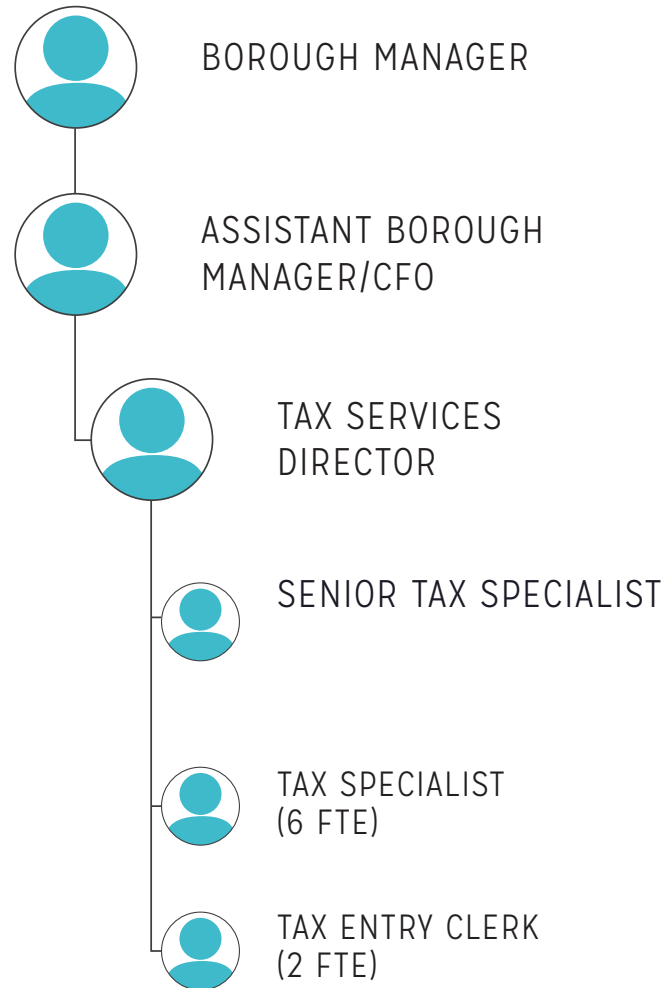 BOROUGH MANAGER
ASSISTANT BOROUGH
MANAGER/CFO
TAX SERVICES
DIRECTOR
SENIOR TAX SPECIALIST
TAX SPECIALIST
(6 FTE)
TAX ENTRY CLERK
(2 FTE)